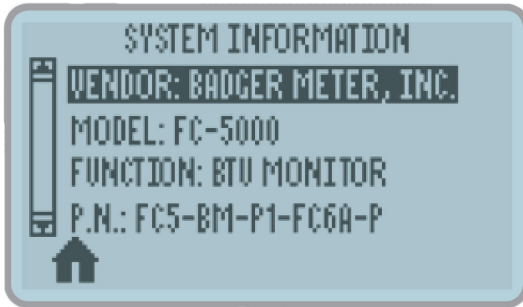 SYSTEM INFORMATION
VENDOR: BADGER METER, INC.
MODEL: FC-5000
FUNCTION: BTU MONITOR
P.N.: FC5-BM-P1-FC6A-P